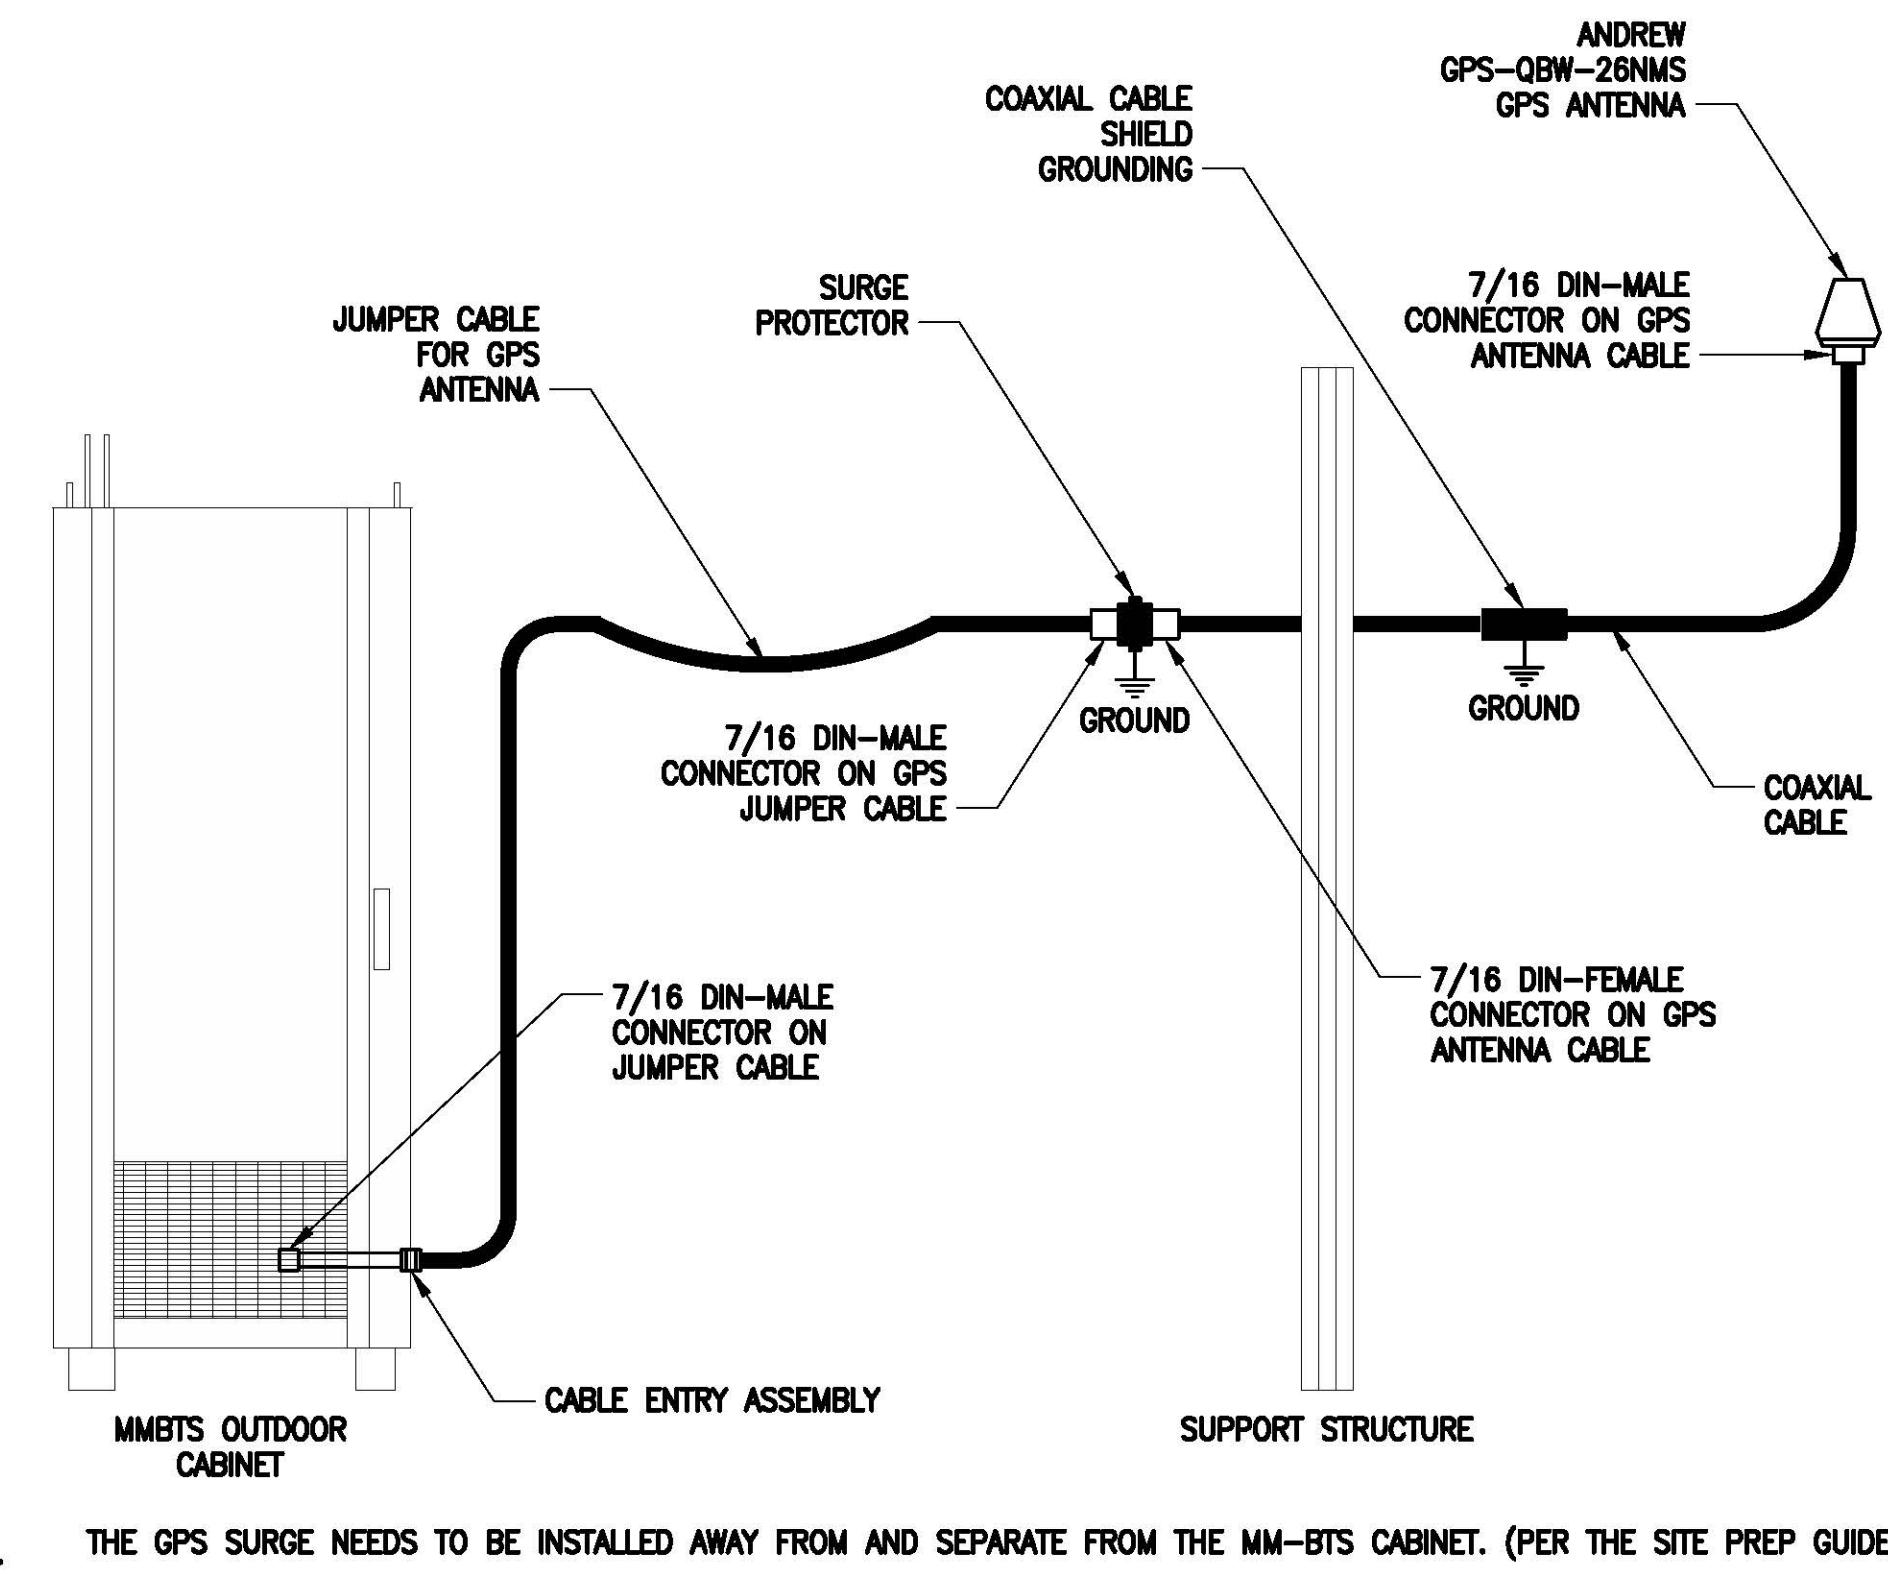 ANDREW
GPS-QBW-26NMS
GPS ANTENNA
COAXIAL CABLE
SHIELD
GROUNDING
7/16 DIN-MALE
CONNECTOR ON GPS
ANTENNA CABLE
SURGE
PROTECTOR
JUMPER CABLE
FOR GPS
ANTENNA
GROUND
GROUND
7/16 DIN-MALE
CONNECTOR ON GPS
JUMPER CABLE
COAXIAL
CABLE
7/16 DIN-FEMALE
CONNECTOR ON GPS
ANTENNA CABLE
7/16 DIN-MALE
CONNECTOR ON
JUMPER CABLE
CABLE ENTRY ASSEMBLY
MMBTS OUTDOOR
CABINET
SUPPORT STRUCTURE
THE GPS SURGE NEEDS TO BE INSTALLED AWAY FROM AND SEPARATE FROM THE MM-BTS CABINET. (PER THE SITE PREP GUIDE